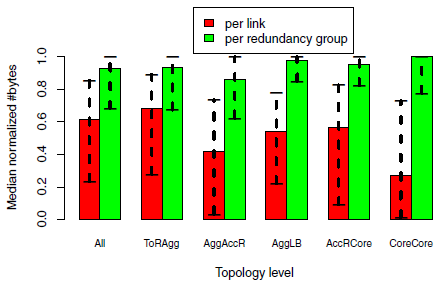 per link
per redundancy group
Median normalized #bytes
1.0
0.8
0.6
0.4
0.2
0.0
All ToRAgg AggAccR AggLB AccRCore CoreCore
Topology level